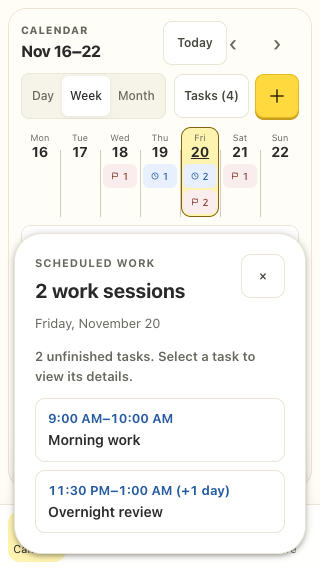 CALENDAR
Nov 16–22
Today
‹ ›
Day Week Month
Tasks (4)
+
Mon Tue Wed Thu Fri Sat Sun
16 17 18 19 20 21 22
1 1 2 1
2
SCHEDULED WORK
2 work sessions
×
Friday, November 20
2 unfinished tasks. Select a task to
view its details.
9:00 AM–10:00 AM
Morning work
11:30 PM–1:00 AM (+1 day)
Overnight review